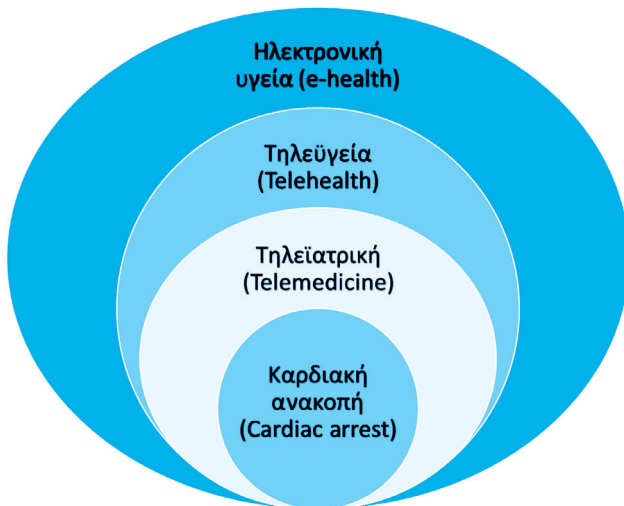 Ηλεκτρονική
υγεία (e-health)
Τηλεϋγεία
(Telehealth)
Τηλεϊατρική
(Telemedicine)
Καρδιακή
ανακοπή
(Cardiac arrest)